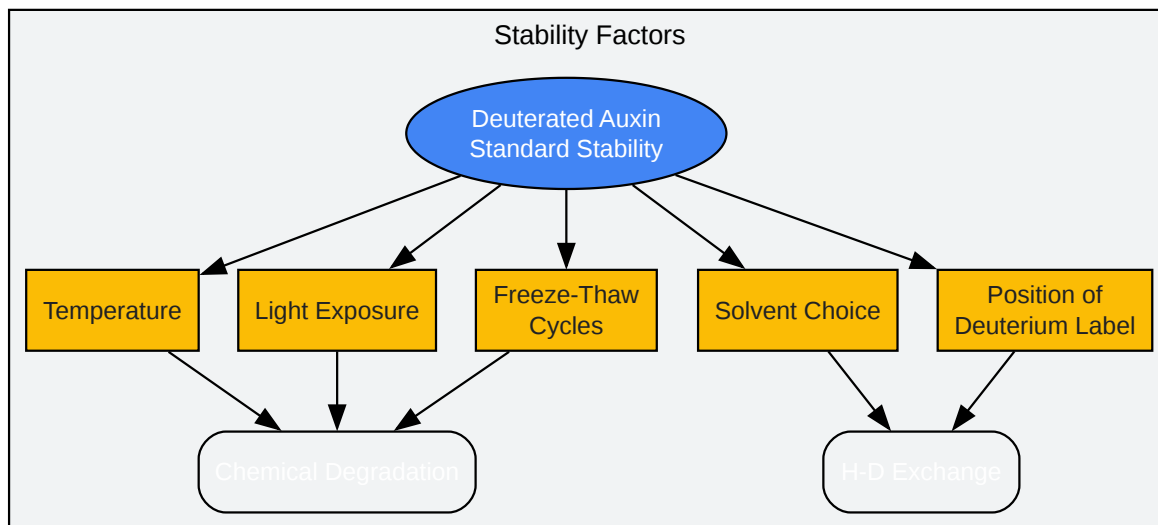 Stability Factors
Deuterated Auxin
Standard Stability
Temperature
Light Exposure
Freeze-Thaw
Cycles
Solvent Choice
Position of
Deuterium Label
Chemical Degradation
H-D Exchange